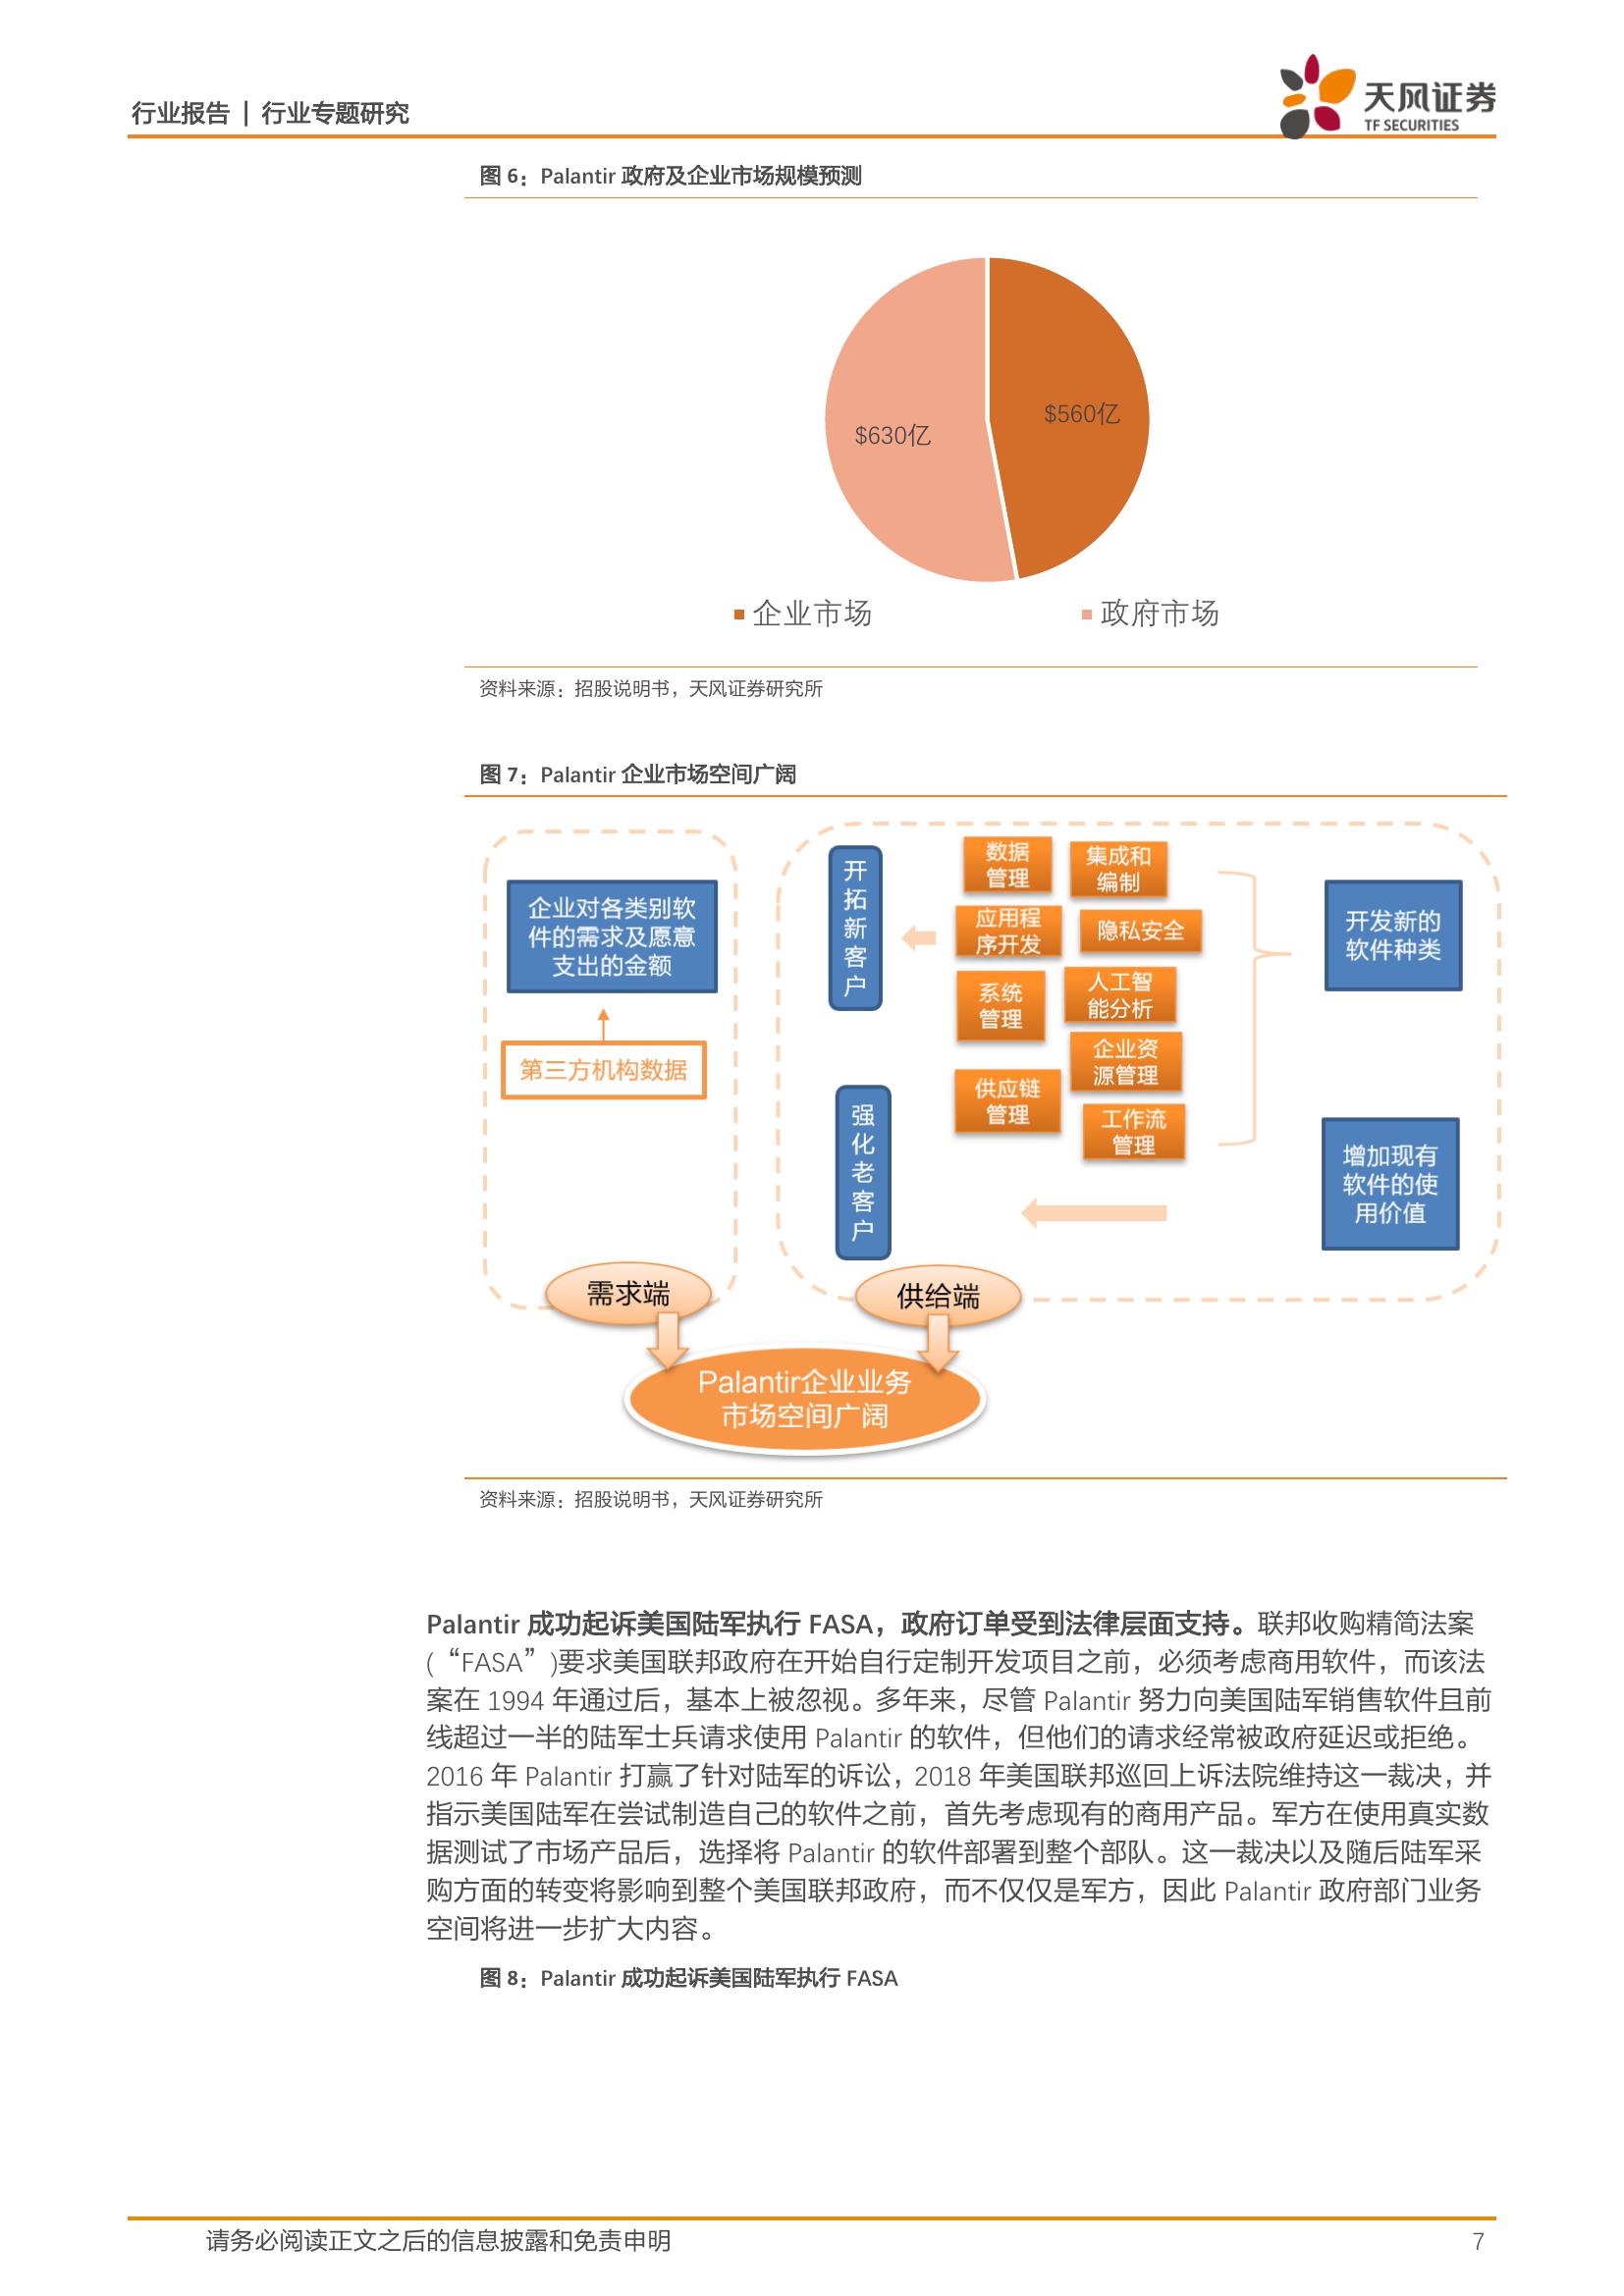 行业报告 | 行业专题研究
天风证券
TF SECURITIES
图 6：Palantir 政府及企业市场规模预测
$560亿
$630亿
企业市场
政府市场
资料来源：招股说明书，天风证券研究所
图 7：Palantir 企业市场空间广阔
企业对各类别软
件的需求及愿意
支出的金额
第三方机构数据
需求端
开
拓
新
客
户
强
化
老
客
户
数据
管理
集成和
编制
应用程
序开发
隐私安全
系统
管理
人工智
能分析
企业资
源管理
供应链
管理
工作流
管理
开发新的
软件种类
增加现有
软件的使
用价值
供给端
Palantir企业业务
市场空间广阔
资料来源：招股说明书，天风证券研究所
Palantir 成功起诉美国陆军执行 FASA，政府订单受到法律层面支持。联邦收购精简法案
(“FASA”)要求美国联邦政府在开始自行定制开发项目之前，必须考虑商用软件，而该法
案在 1994 年通过后，基本上被忽视。多年来，尽管 Palantir 努力向美国陆军销售软件且前
线超过一半的陆军士兵请求使用 Palantir 的软件，但他们的请求经常被政府延迟或拒绝。
2016 年 Palantir 打赢了针对陆军的诉讼，2018 年美国联邦巡回上诉法院维持这一裁决，并
指示美国陆军在尝试制造自己的软件之前，首先考虑现有的商用产品。军方在使用真实数
据测试了市场产品后，选择将 Palantir 的软件部署到整个部队。这一裁决以及随后陆军采
购方面的转变将影响到整个美国联邦政府，而不仅仅是军方，因此 Palantir 政府部门业务
空间将进一步扩大内容。
图 8：Palantir 成功起诉美国陆军执行 FASA
请务必阅读正文之后的信息披露和免责申明
7